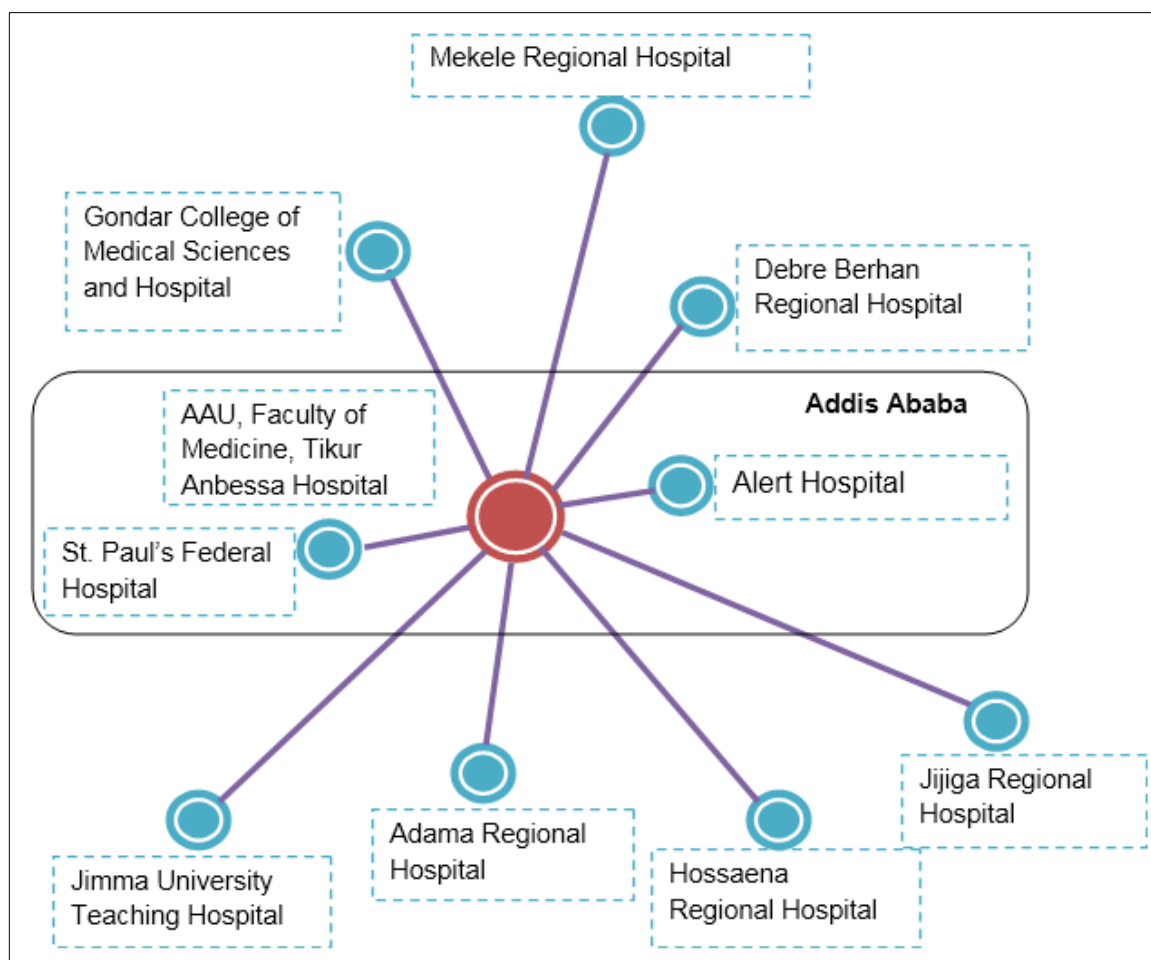 Mekele Regional Hospital
Gondar College of
Medical Sciences
and Hospital
Debre Berhan
Regional Hospital
Addis Ababa
AAU, Faculty of
Medicine, Tikur
Anbessa Hospital
Alert Hospital
St. Paul’s Federal
Hospital
Jijiga Regional
Hospital
Adama Regional
Hospital
Hossaena
Regional Hospital
Jimma University
Teaching Hospital